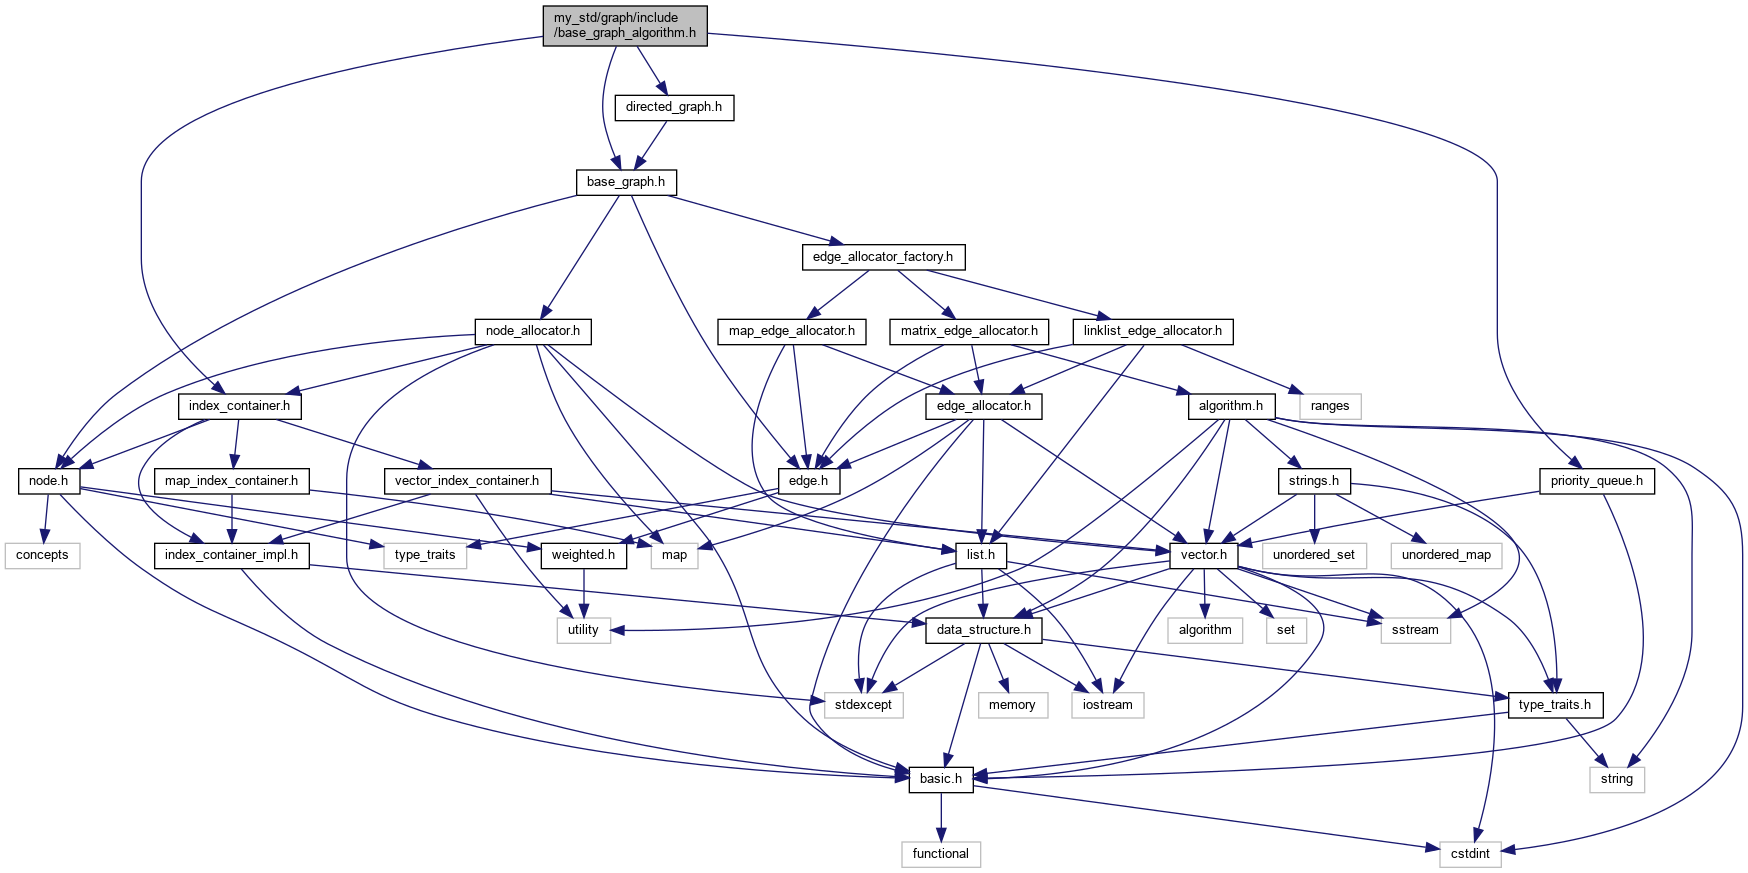 my_std/graph/include
/base_graph_algorithm.h
directed_graph.h
base_graph.h
edge_allocator_factory.h
node_allocator.h
map_edge_allocator.h
matrix_edge_allocator.h
linklist_edge_allocator.h
index_container.h
edge_allocator.h
algorithm.h
ranges
node.h
map_index_container.h
vector_index_container.h
edge.h
strings.h
priority_queue.h
concepts
index_container_impl.h
type_traits
weighted.h
map
list.h
vector.h
unordered_set
unordered_map
utility
data_structure.h
algorithm
set
sstream
stdexcept
memory
iostream
type_traits.h
basic.h
string
functional
cstdint